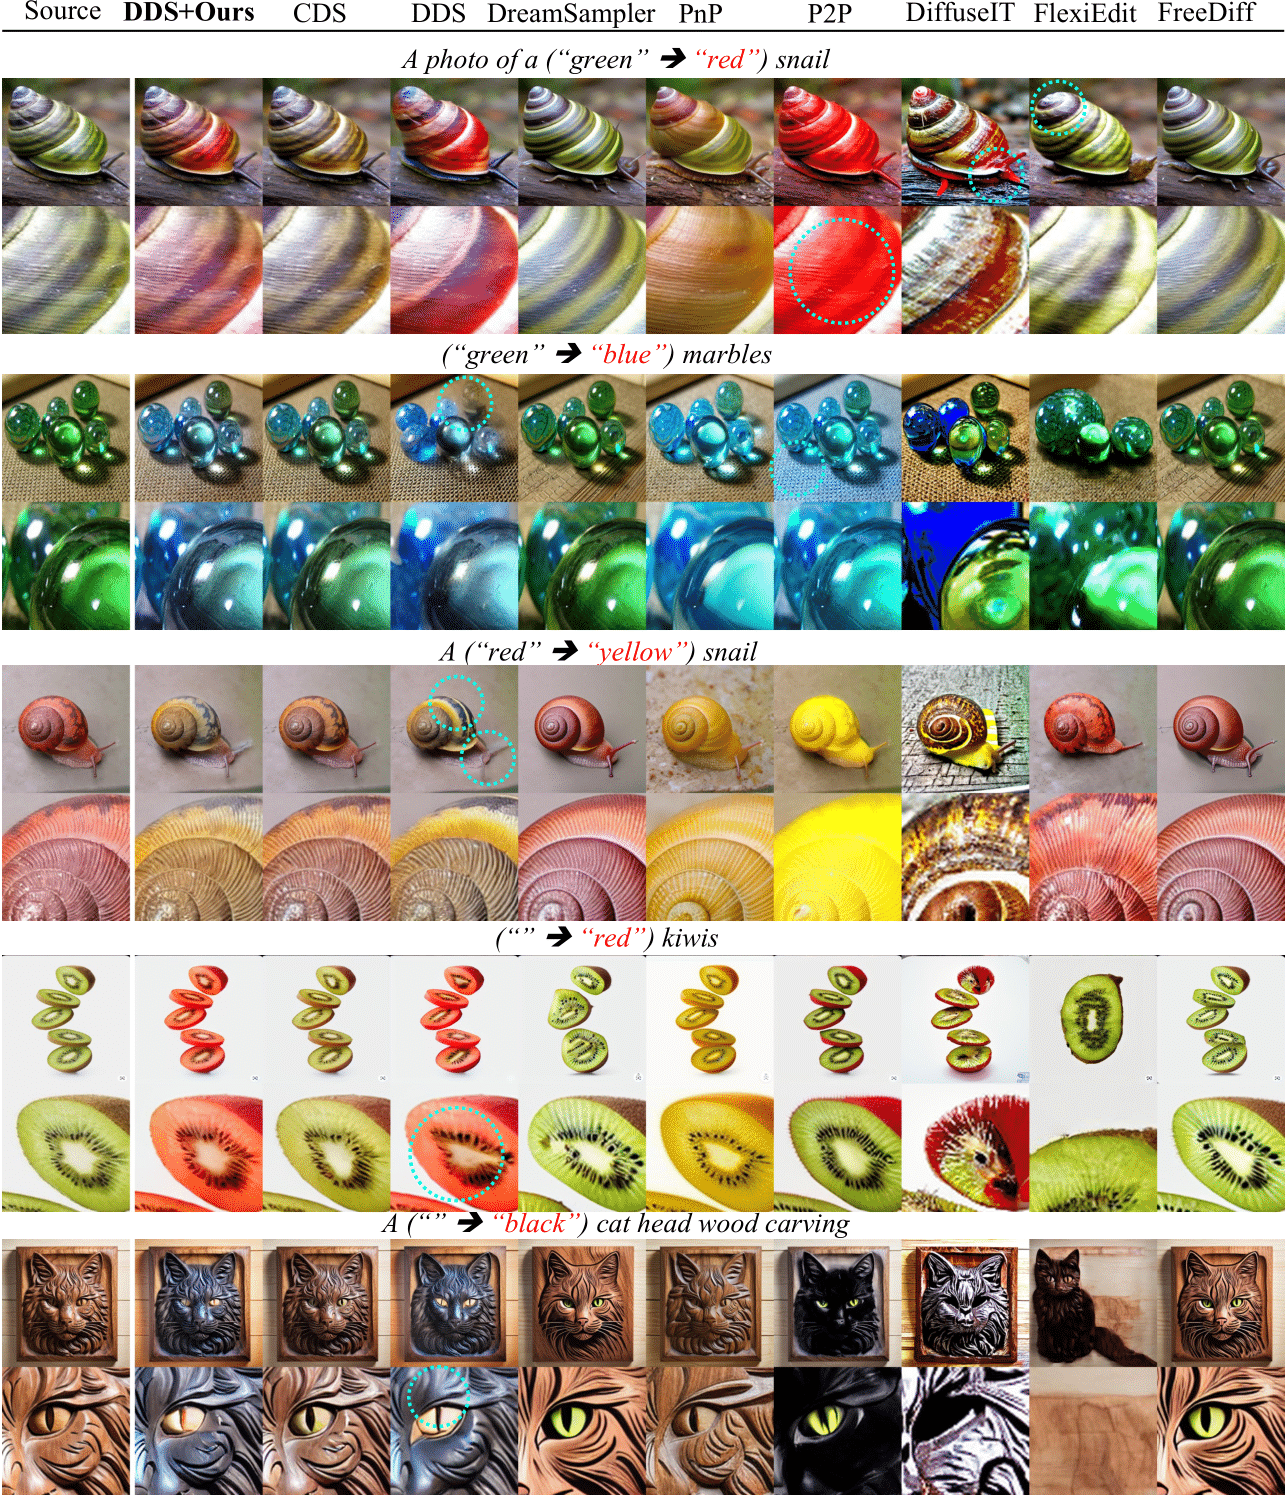 Source DDS+Ours CDS DDS DreamSampler PnP P2P DiffuseIT FlexiEdit FreeDiff
A photo of a (“green” ➔ “red”) snail
(“green” ➔ “blue”) marbles
A (“red” ➔ “yellow”) snail
(“” ➔ “red”) kiwis
A (“” ➔ “black”) cat head wood carving